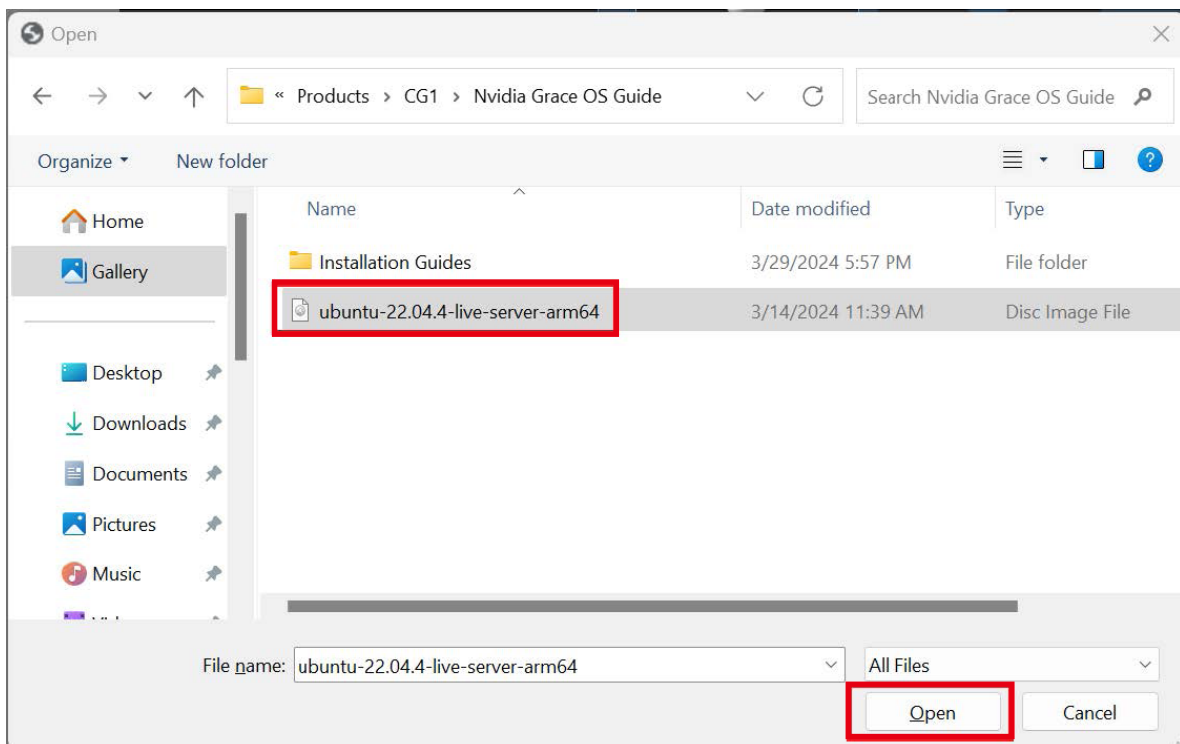 Open
« Products > CG1 > Nvidia Grace OS Guide
Search Nvidia Grace OS Guide
Organize
New folder
?
Name
Date modified
Type
Home
Gallery
Installation Guides
3/29/2024 5:57 PM
File folder
ubuntu-22.04.4-live-server-arm64
3/14/2024 11:39 AM
Disc Image File
Desktop
Downloads
Documents
Pictures
Music
File name:
ubuntu-22.04.4-live-server-arm64
All Files
Open
Cancel